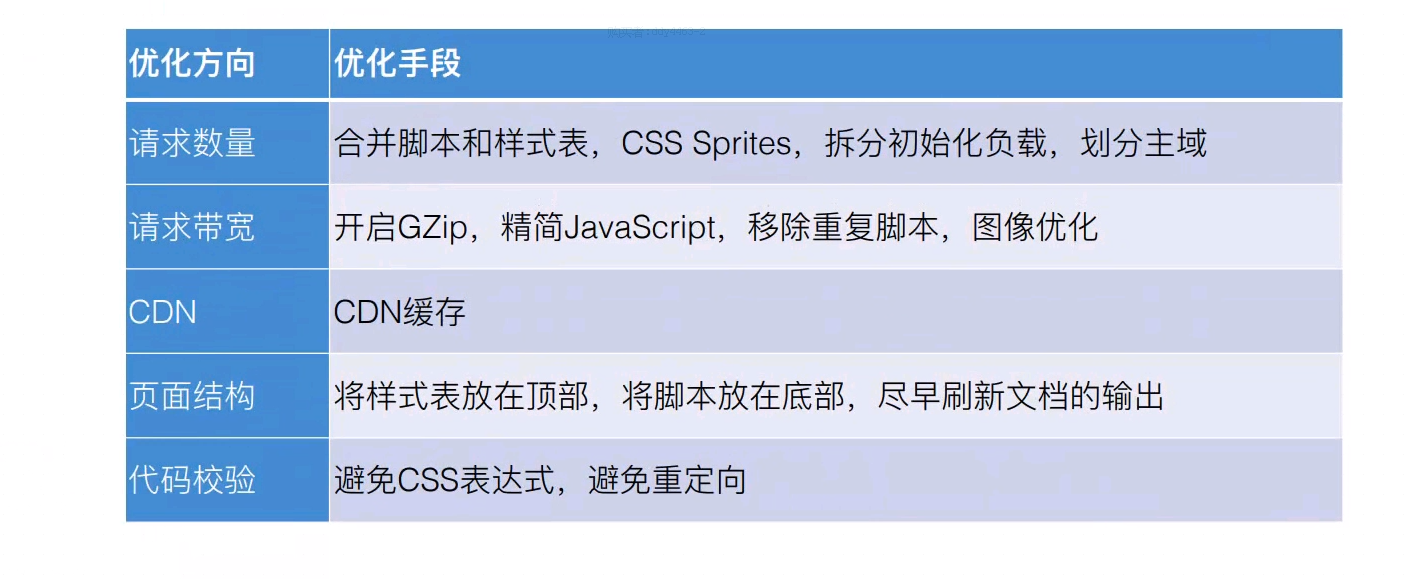 优化方向 优化手段
请求数量 合并脚本和样式表，CSS Sprites，拆分初始化负载，划分主域
请求带宽 开启GZip，精简JavaScript，移除重复脚本，图像优化
CDN CDN缓存
页面结构 将样式表放在顶部，将脚本放在底部，尽早刷新文档的输出
代码校验 避免CSS表达式，避免重定向